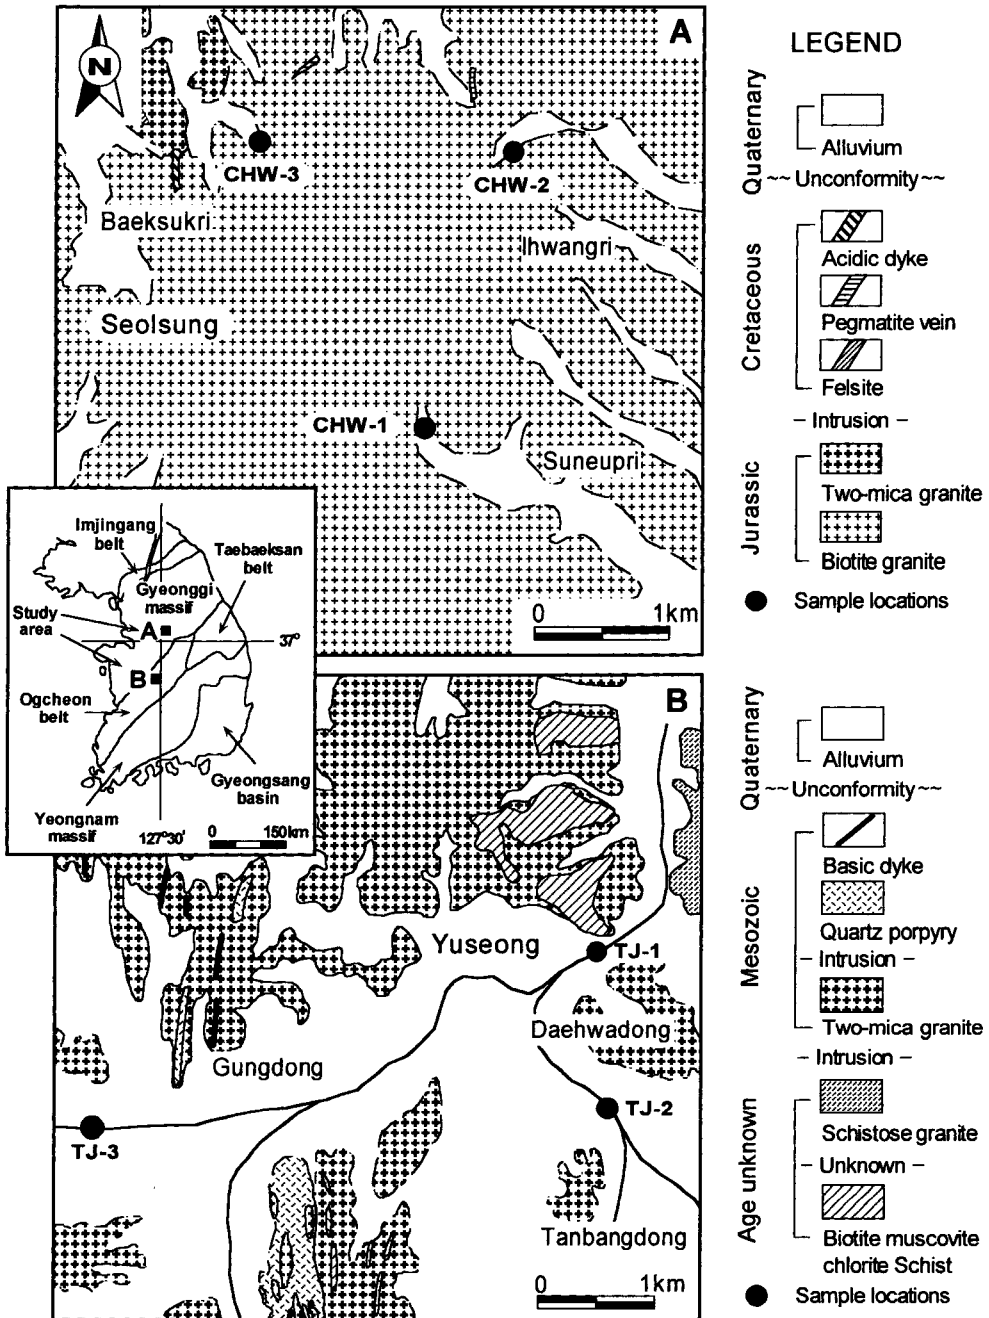 A
N
CHW-3
CHW-2
Baeksukri
Ihwangri
Seolsung
CHW-1
Suneupri
0 1km
LEGEND
Quaternary
Alluvium
~~ Unconformity ~~
Cretaceous
Acidic dyke
Pegmatite vein
Felsite
– Intrusion –
Jurassic
Two-mica granite
Biotite granite
Sample locations
Imjingang
belt
Taebaeksan
belt
Gyeonggi
massif
Study
area
A
37°
B
Ogcheon
belt
Gyeongsang
basin
Yeongnam
massif
127°30'
0 150km
B
Yuseong
TJ-1
Daehwadong
Gungdong
TJ-2
TJ-3
Tanbangdong
0 1km
Quaternary
Alluvium
~~ Unconformity ~~
Mesozoic
Basic dyke
Quartz porpyry
– Intrusion –
Two-mica granite
– Intrusion –
Age unknown
Schistose granite
– Unknown –
Biotite muscovite
chlorite Schist
Sample locations